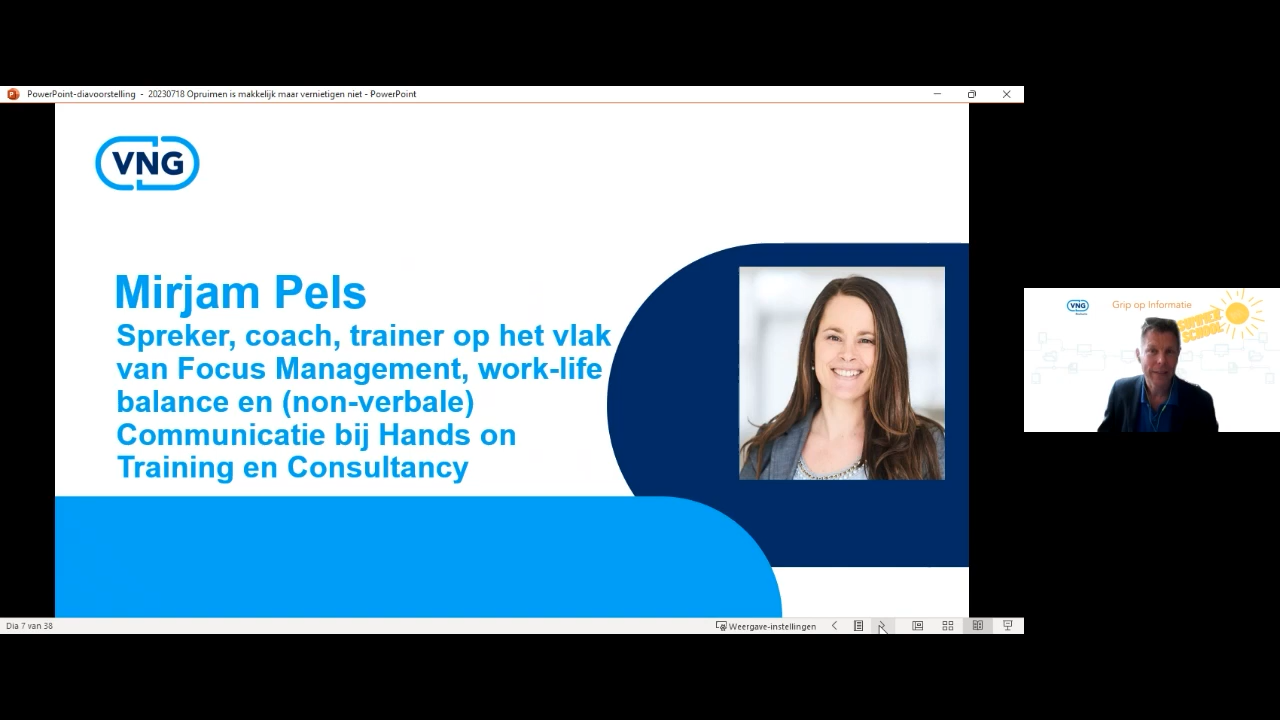 PowerPoint-diavoorstelling - 20230718 Opruimen is makkelijk maar vernietigen niet - PowerPoint
VNG
Mirjam Pels
Spreker, coach, trainer op het vlak
van Focus Management, work-life
balance en (non-verbale)
Communicatie bij Hands on
Training en Consultancy
VNG
Grip op Informatie
SUMMER
SCHOOL
Dia 7 van 38
Weergave-instellingen